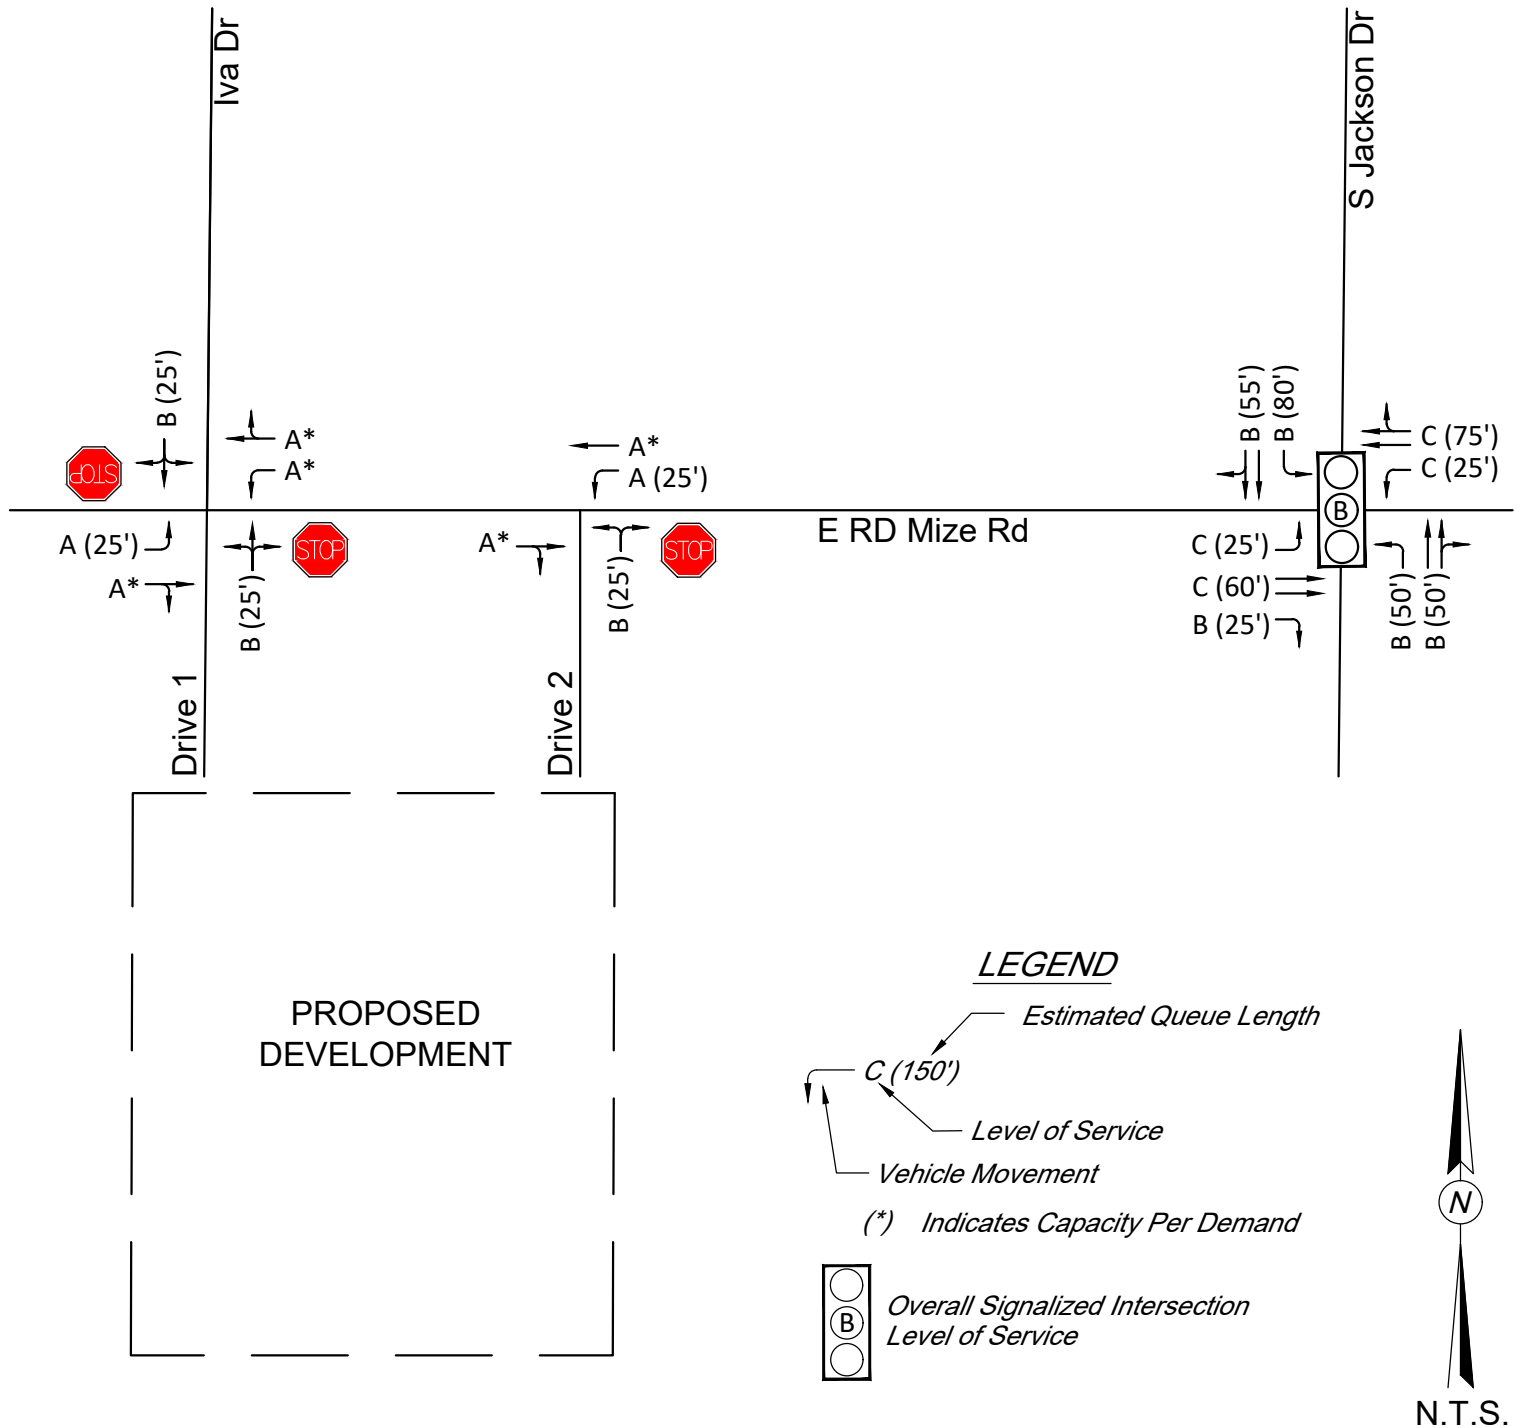 Iva Dr
S Jackson Dr
B (25')
STOP
A*
A*
A*
A (25')
B (55')
B (80')
C (75')
C (25')
B
E RD Mize Rd
A (25')
A*
STOP
B (25')
A*
STOP
B (25')
C (25')
C (60')
B (25')
B (50')
B (50')
Drive 1
Drive 2
PROPOSED
DEVELOPMENT
LEGEND
Estimated Queue Length
C (150')
Level of Service
Vehicle Movement
(*) Indicates Capacity Per Demand
B
Overall Signalized Intersection
Level of Service
N
N.T.S.